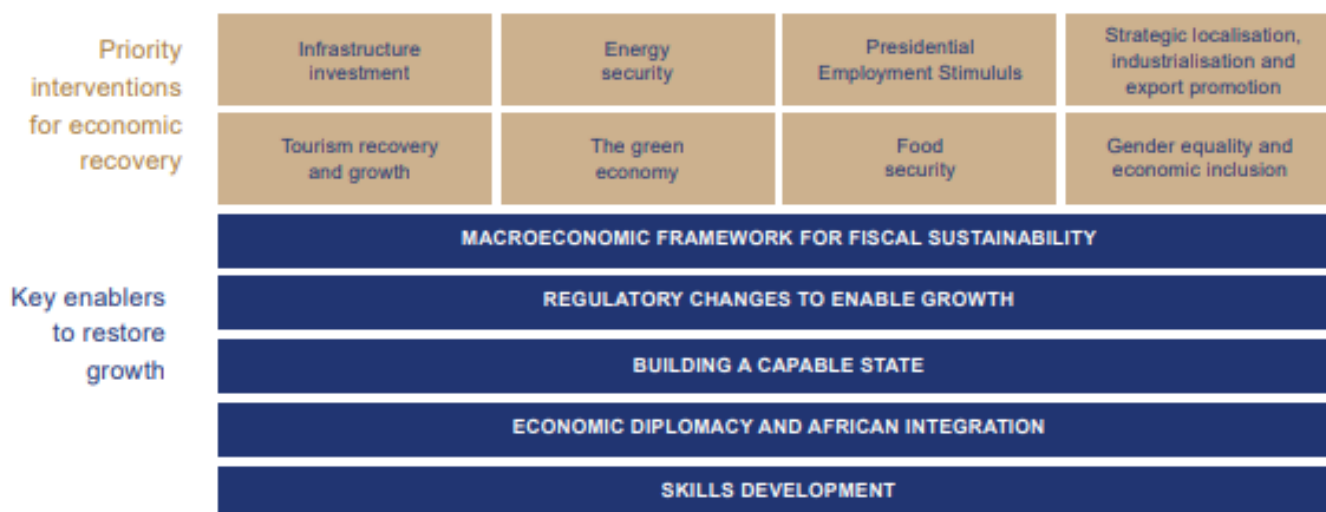 Priority
interventions
for economic
recovery
Infrastructure
investment
Energy
security
Presidential
Employment Stimululs
Strategic localisation,
industrialisation and
export promotion
Tourism recovery
and growth
The green
economy
Food
security
Gender equality and
economic inclusion
Key enablers
to restore
growth
MACROECONOMIC FRAMEWORK FOR FISCAL SUSTAINABILITY
REGULATORY CHANGES TO ENABLE GROWTH
BUILDING A CAPABLE STATE
ECONOMIC DIPLOMACY AND AFRICAN INTEGRATION
SKILLS DEVELOPMENT